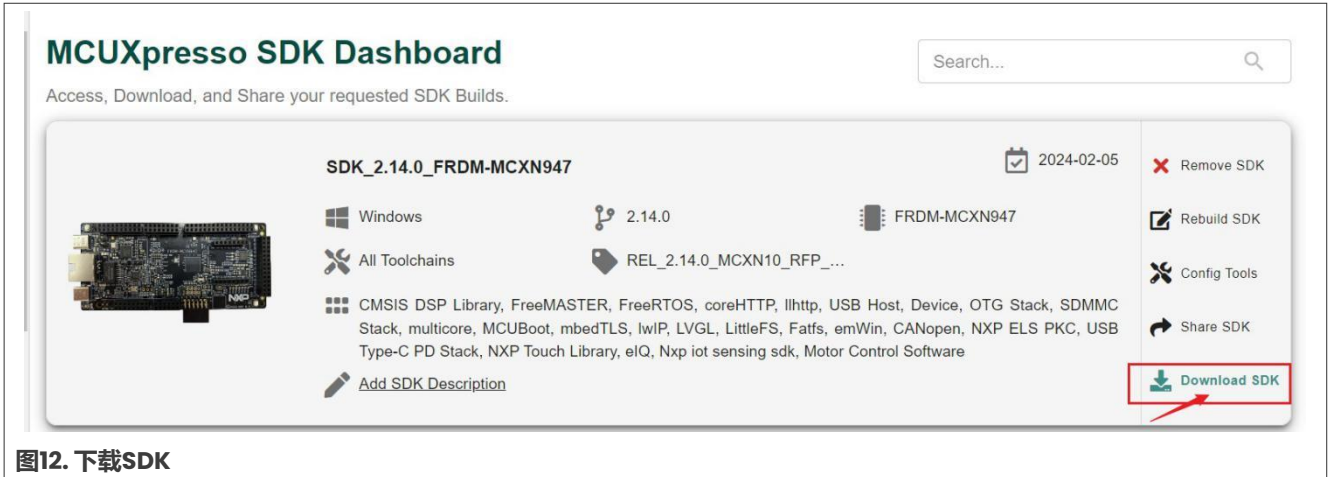 MCUXpresso SDK Dashboard
Search...
Access, Download, and Share your requested SDK Builds.
SDK_2.14.0_FRDM-MCXN947
2024-02-05
Remove SDK
Windows
2.14.0
FRDM-MCXN947
Rebuild SDK
All Toolchains
REL_2.14.0_MCXN10_RFP_...
Config Tools
CMSIS DSP Library, FreeMASTER, FreeRTOS, coreHTTP, llhttp, USB Host, Device, OTG Stack, SDMMC
Stack, multicore, MCUBoot, mbedTLS, lwIP, LVGL, LittleFS, Fatfs, emWin, CANopen, NXP ELS PKC, USB
Type-C PD Stack, NXP Touch Library, eIQ, Nxp iot sensing sdk, Motor Control Software
Share SDK
Add SDK Description
Download SDK
NXP
图12. 下载SDK